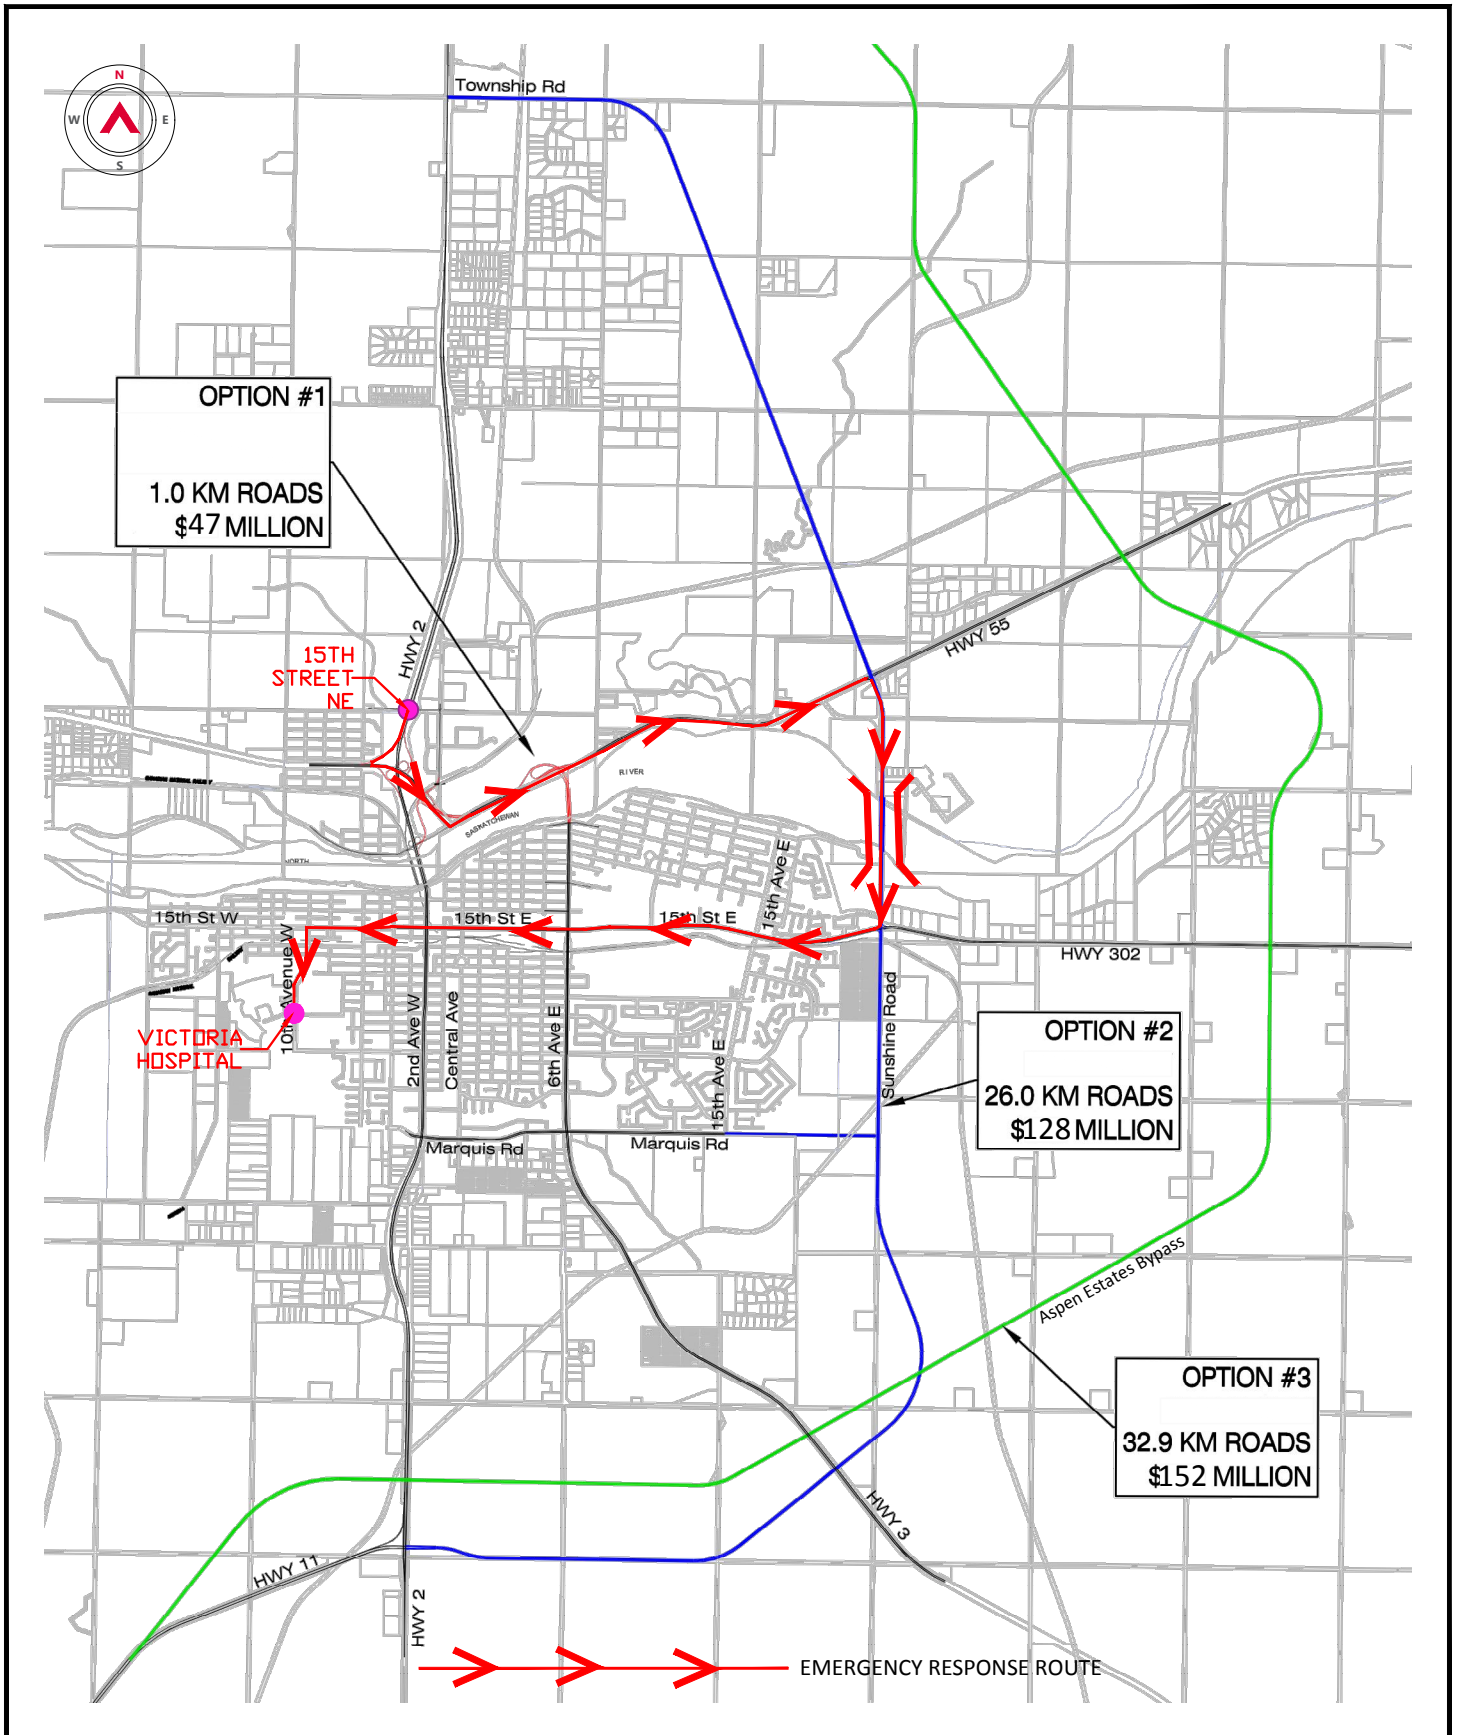 N
W
E
S
Township Rd
OPTION #1
1.0 KM ROADS
$47 MILLION
HWY 2
15TH
STREET
NE
HWY 55
RIVER
SASKATCHEWAN
NORTH
15th Ave E
15th St W
15th St E
15th St E
HWY 302
10th Avenue W
VICTORIA
HOSPITAL
2nd Ave W
Central Ave
6th Ave E
15th Ave E
Sunshine Road
OPTION #2
26.0 KM ROADS
$128 MILLION
Marquis Rd
Marquis Rd
Aspen Estates Bypass
OPTION #3
32.9 KM ROADS
$152 MILLION
HWY 3
HWY 11
HWY 2
EMERGENCY RESPONSE ROUTE